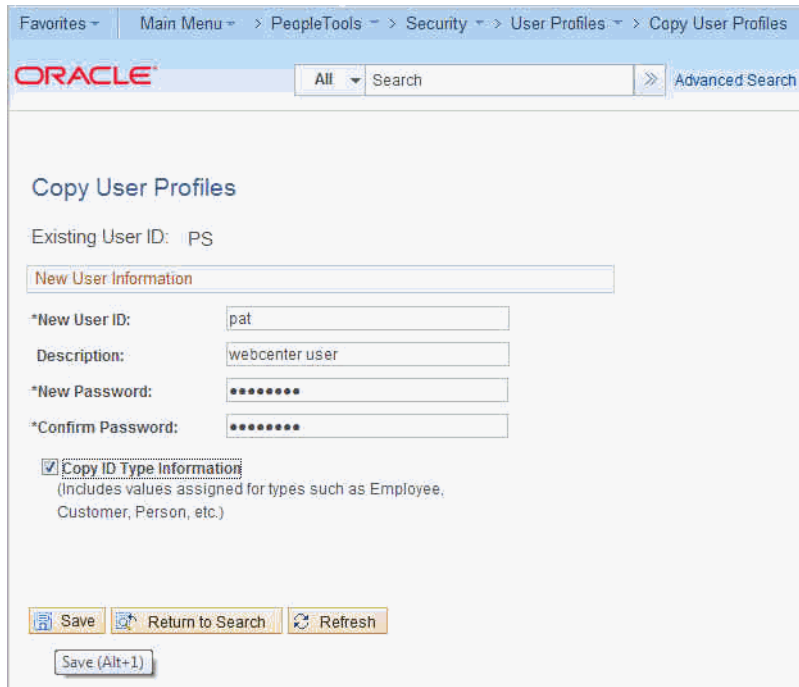 Favorites Main Menu > PeopleTools > Security > User Profiles > Copy User Profiles
ORACLE All Search Advanced Search
Copy User Profiles
Existing User ID: PS
New User Information
*New User ID: pat
Description: webcenter user
*New Password: ••••••••
*Confirm Password: ••••••••
Copy ID Type Information
(Includes values assigned for types such as Employee,
Customer, Person, etc.)
Save Return to Search Refresh
Save (Alt+1)